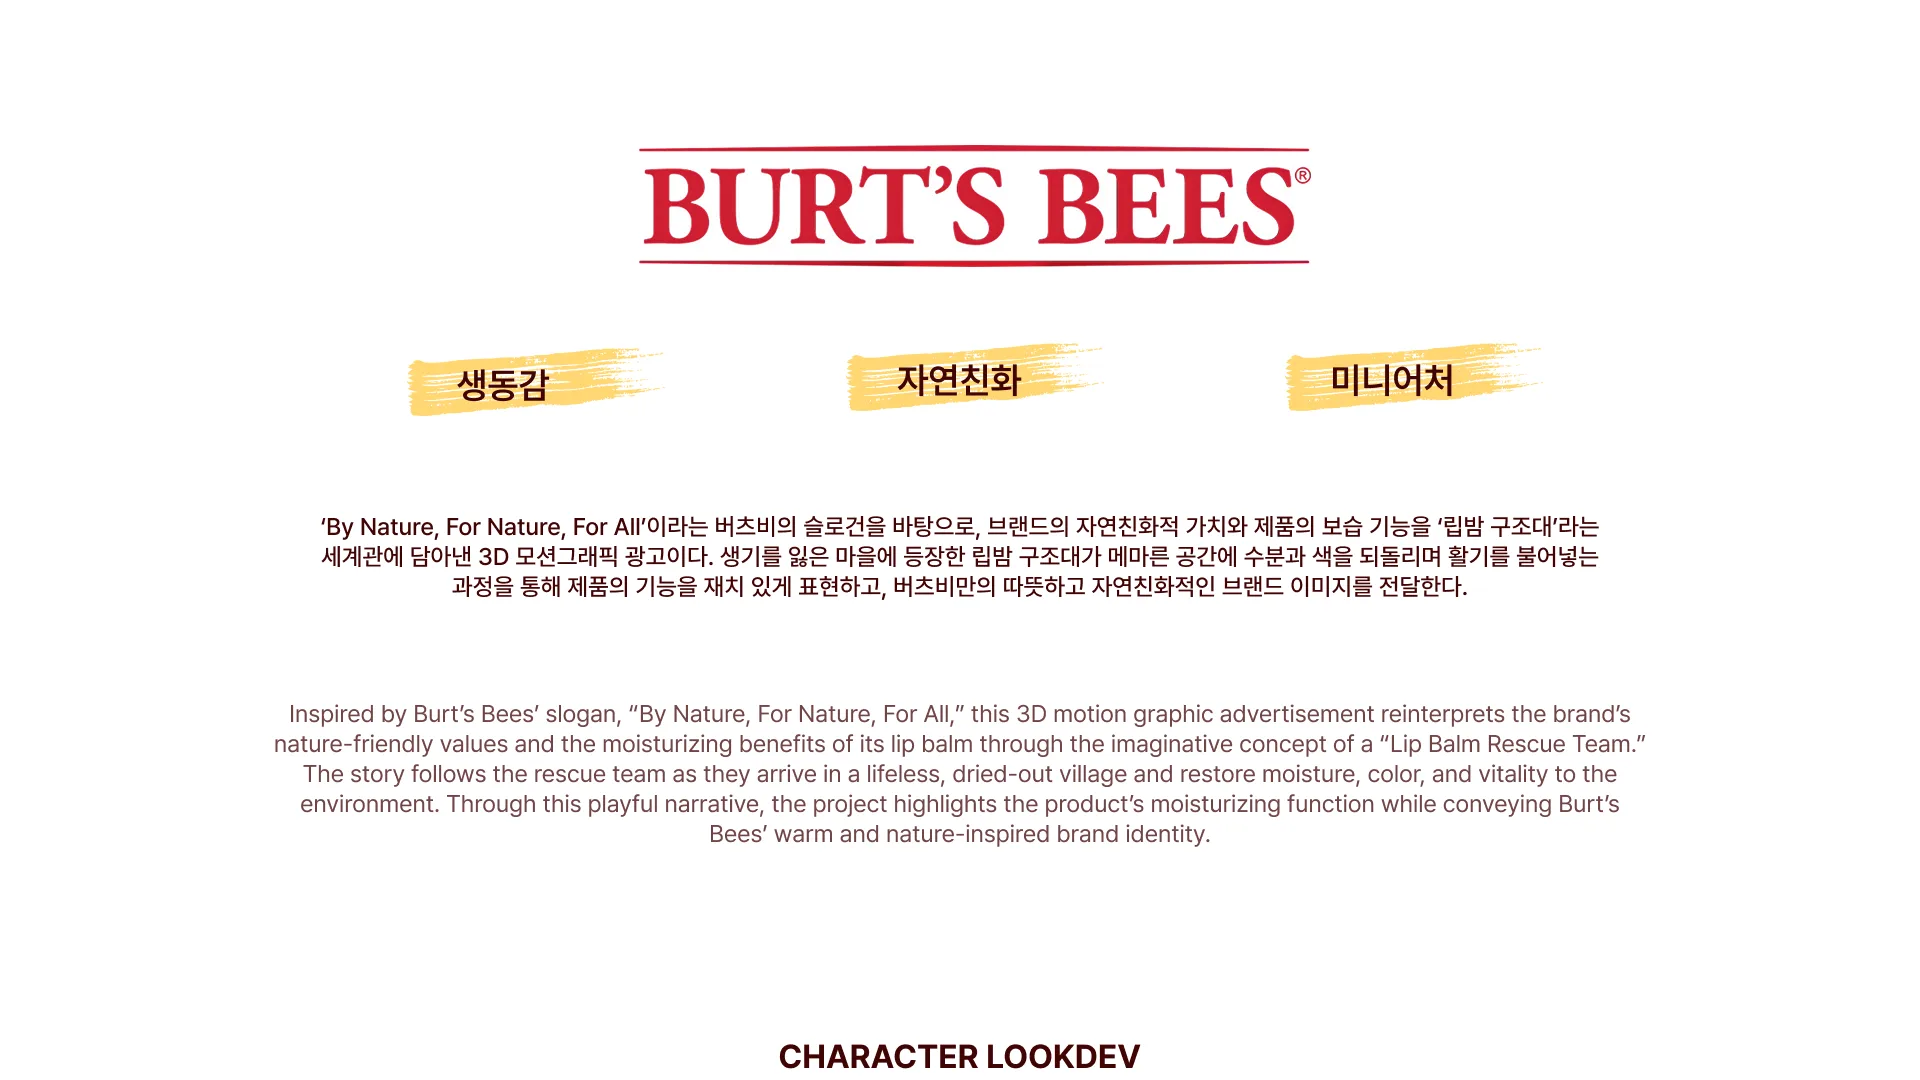 BURT’S BEES®
생동감
자연친화
미니어처
‘By Nature, For Nature, For All’이라는 버츠비의 슬로건을 바탕으로, 브랜드의 자연친화적 가치와 제품의 보습 기능을 ‘립밤 구조대’라는
세계관에 담아낸 3D 모션그래픽 광고이다. 생기를 잃은 마을에 등장한 립밤 구조대가 메마른 공간에 수분과 색을 되돌리며 활기를 불어넣는
과정을 통해 제품의 기능을 재치 있게 표현하고, 버츠비만의 따뜻하고 자연친화적인 브랜드 이미지를 전달한다.
Inspired by Burt’s Bees’ slogan, “By Nature, For Nature, For All,” this 3D motion graphic advertisement reinterprets the brand’s
nature-friendly values and the moisturizing benefits of its lip balm through the imaginative concept of a “Lip Balm Rescue Team.”
The story follows the rescue team as they arrive in a lifeless, dried-out village and restore moisture, color, and vitality to the
environment. Through this playful narrative, the project highlights the product’s moisturizing function while conveying Burt’s
Bees’ warm and nature-inspired brand identity.
CHARACTER LOOKDEV